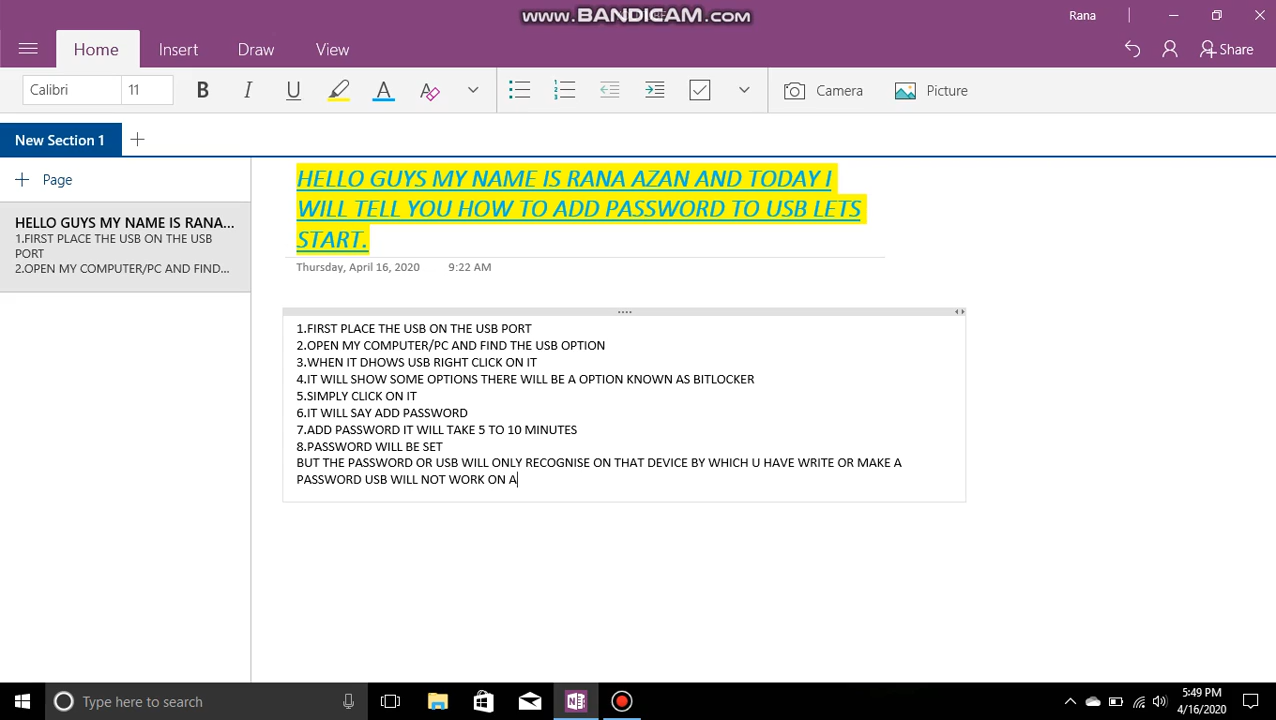 www.BANDICAM.com
Rana
Home Insert Draw View
Share
Calibri 11 B I U A
Camera Picture
New Section 1
Page
HELLO GUYS MY NAME IS RANA...
1.FIRST PLACE THE USB ON THE USB
PORT
2.OPEN MY COMPUTER/PC AND FIND...
HELLO GUYS MY NAME IS RANA AZAN AND TODAY I
WILL TELL YOU HOW TO ADD PASSWORD TO USB LETS
START.
Thursday, April 16, 2020 9:22 AM
1.FIRST PLACE THE USB ON THE USB PORT
2.OPEN MY COMPUTER/PC AND FIND THE USB OPTION
3.WHEN IT DHOWS USB RIGHT CLICK ON IT
4.IT WILL SHOW SOME OPTIONS THERE WILL BE A OPTION KNOWN AS BITLOCKER
5.SIMPLY CLICK ON IT
6.IT WILL SAY ADD PASSWORD
7.ADD PASSWORD IT WILL TAKE 5 TO 10 MINUTES
8.PASSWORD WILL BE SET
BUT THE PASSWORD OR USB WILL ONLY RECOGNISE ON THAT DEVICE BY WHICH U HAVE WRITE OR MAKE A
PASSWORD USB WILL NOT WORK ON A
Type here to search
5:49 PM
4/16/2020